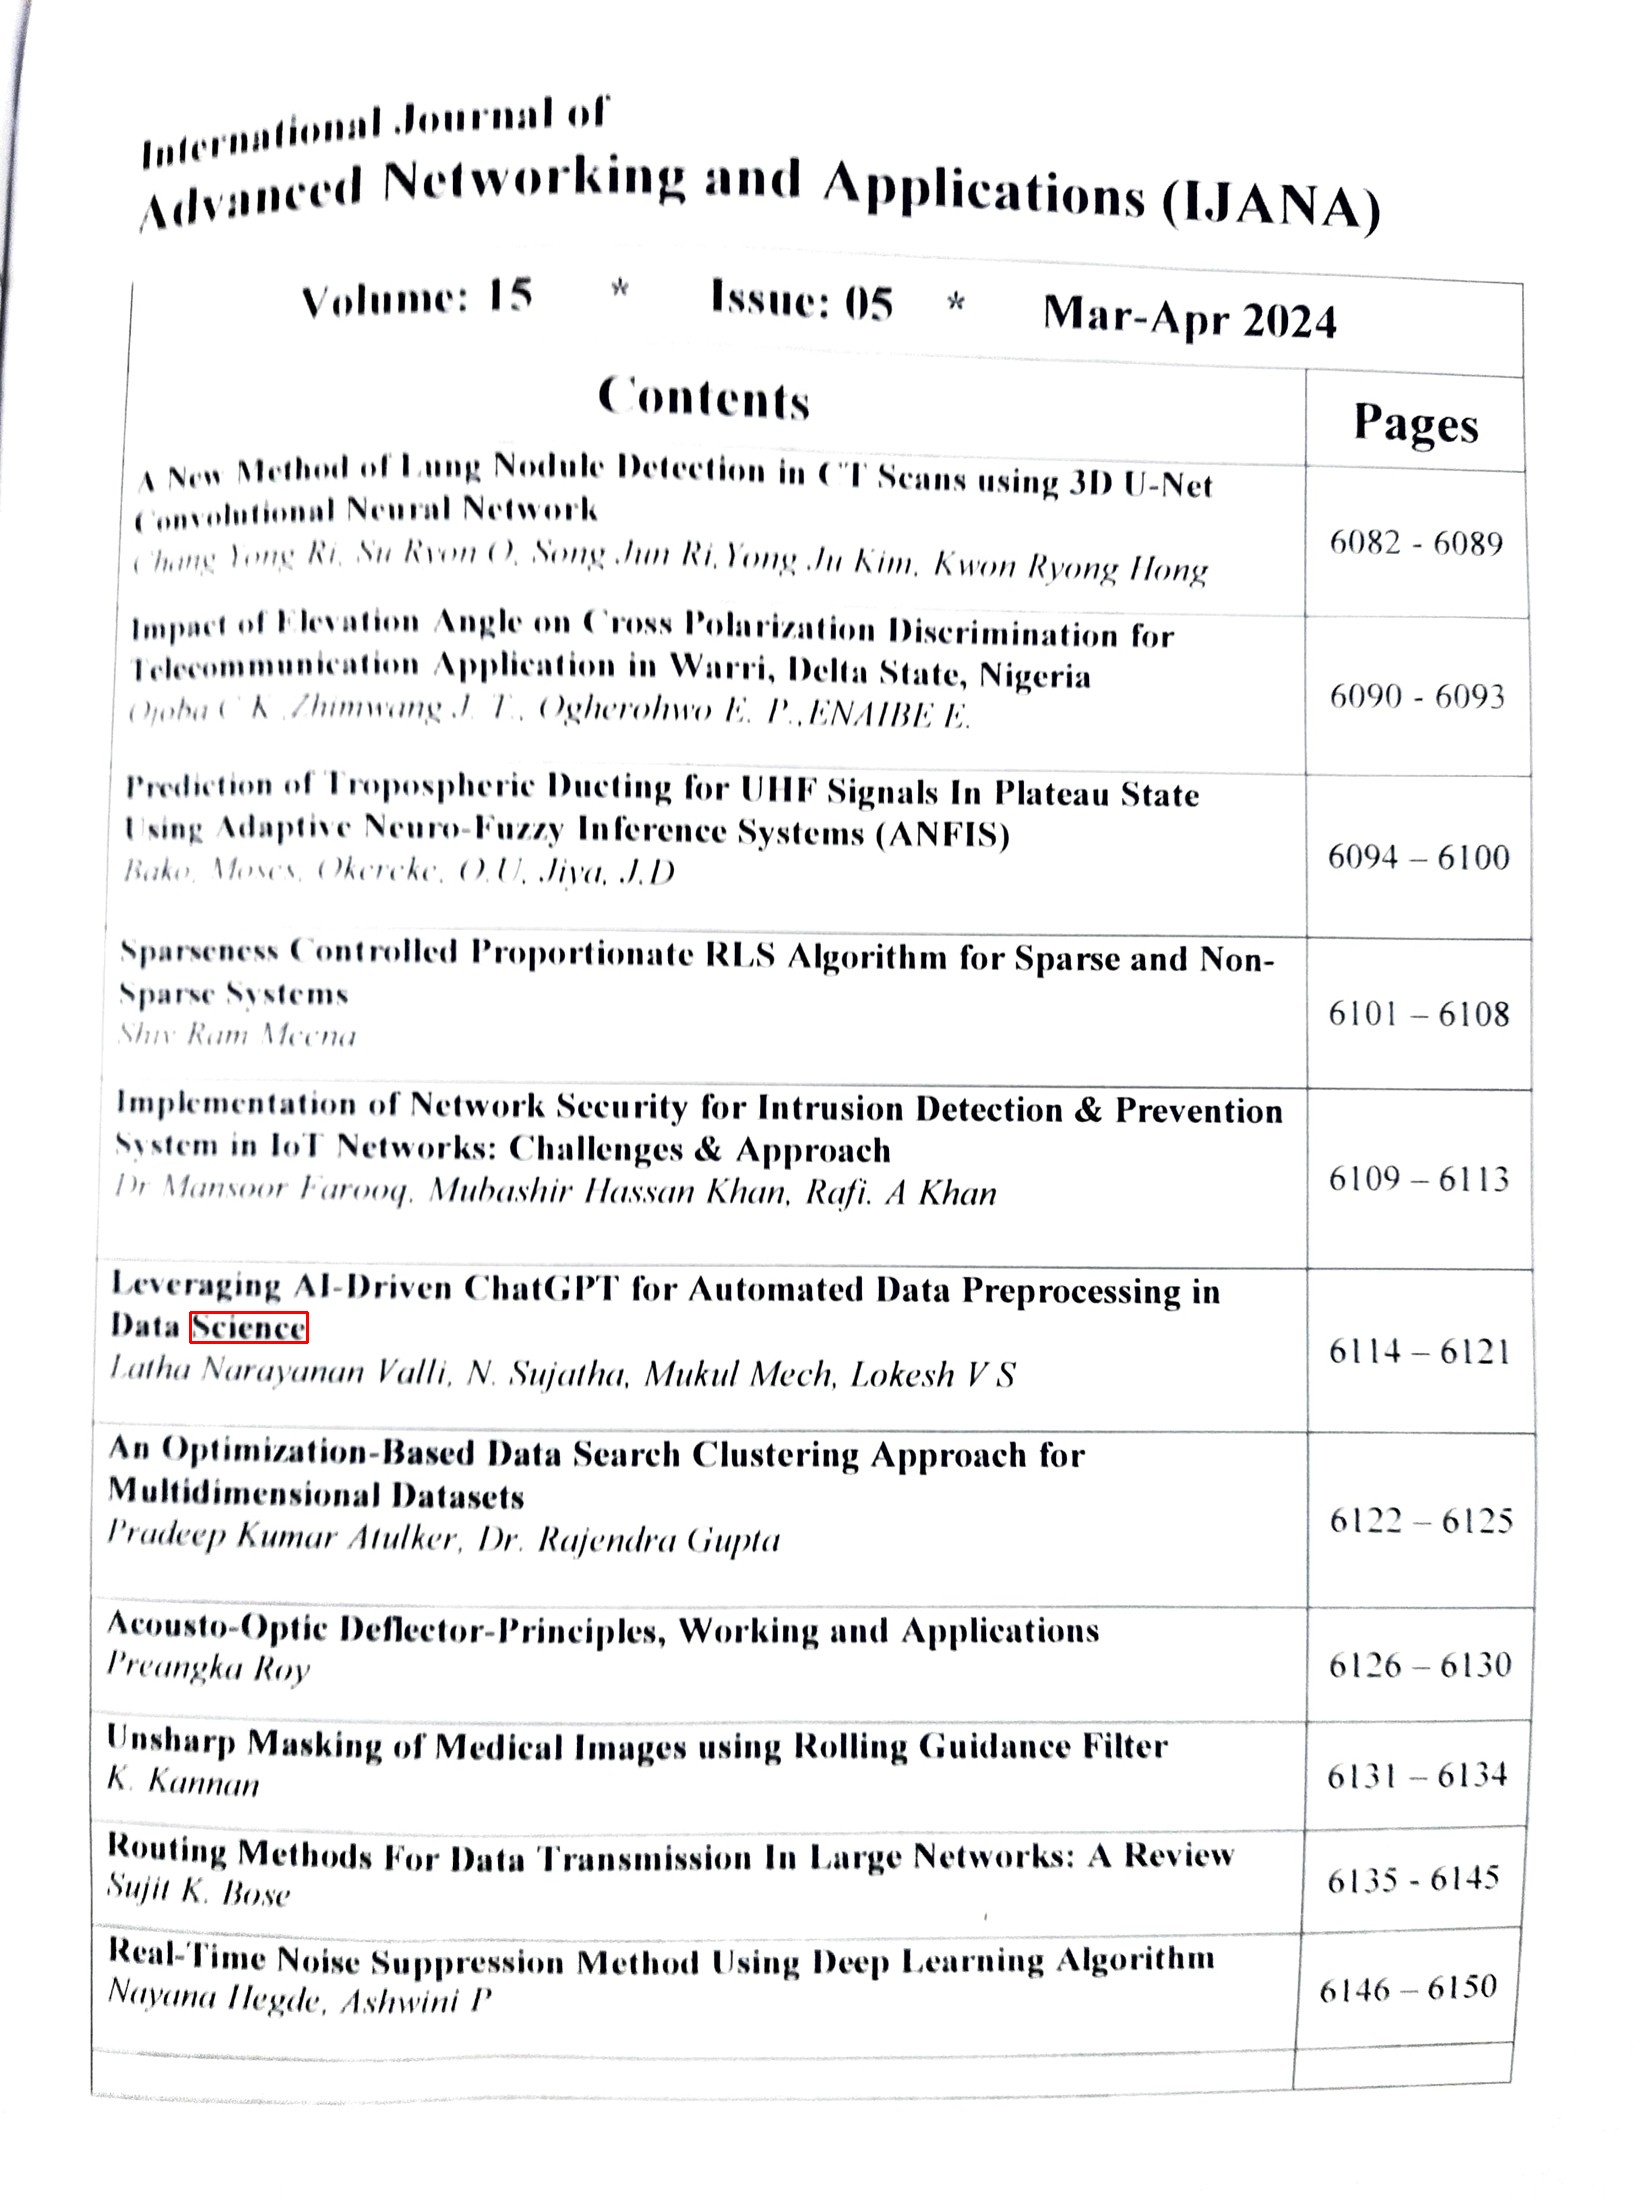 International Journal of
Advanced Networking and Applications (IJANA)
Volume: 15 * Issue: 05 * Mar-Apr 2024
Contents Pages
A New Method of Lung Nodule Detection in CT Scans using 3D U-Net
Convolutional Neural Network
Chang Yong Ri, Su Ryon O, Song Jun Ri,Yong Ju Kim, Kwon Ryong Hong
6082 - 6089
Impact of Elevation Angle on Cross Polarization Discrimination for
Telecommunication Application in Warri, Delta State, Nigeria
Ojoba C K ,Zhimwang J. T., Ogherohwo E. P.,ENAIBE E.
6090 - 6093
Prediction of Tropospheric Ducting for UHF Signals In Plateau State
Using Adaptive Neuro-Fuzzy Inference Systems (ANFIS)
Bako, Moses, Okereke, O.U, Jiya, J.D
6094 – 6100
Sparseness Controlled Proportionate RLS Algorithm for Sparse and Non-
Sparse Systems
Shiv Ram Meena
6101 – 6108
Implementation of Network Security for Intrusion Detection & Prevention
System in IoT Networks: Challenges & Approach
Dr Mansoor Farooq, Mubashir Hassan Khan, Rafi. A Khan
6109 – 6113
Leveraging AI-Driven ChatGPT for Automated Data Preprocessing in
Data Science
Latha Narayanan Valli, N. Sujatha, Mukul Mech, Lokesh V S
6114 – 6121
An Optimization-Based Data Search Clustering Approach for
Multidimensional Datasets
Pradeep Kumar Atulker, Dr. Rajendra Gupta
6122 – 6125
Acousto-Optic Deflector-Principles, Working and Applications
Preangka Roy
6126 – 6130
Unsharp Masking of Medical Images using Rolling Guidance Filter
K. Kannan
6131 – 6134
Routing Methods For Data Transmission In Large Networks: A Review
Sujit K. Bose
6135 - 6145
Real-Time Noise Suppression Method Using Deep Learning Algorithm
Nayana Hegde, Ashwini P
6146 – 6150